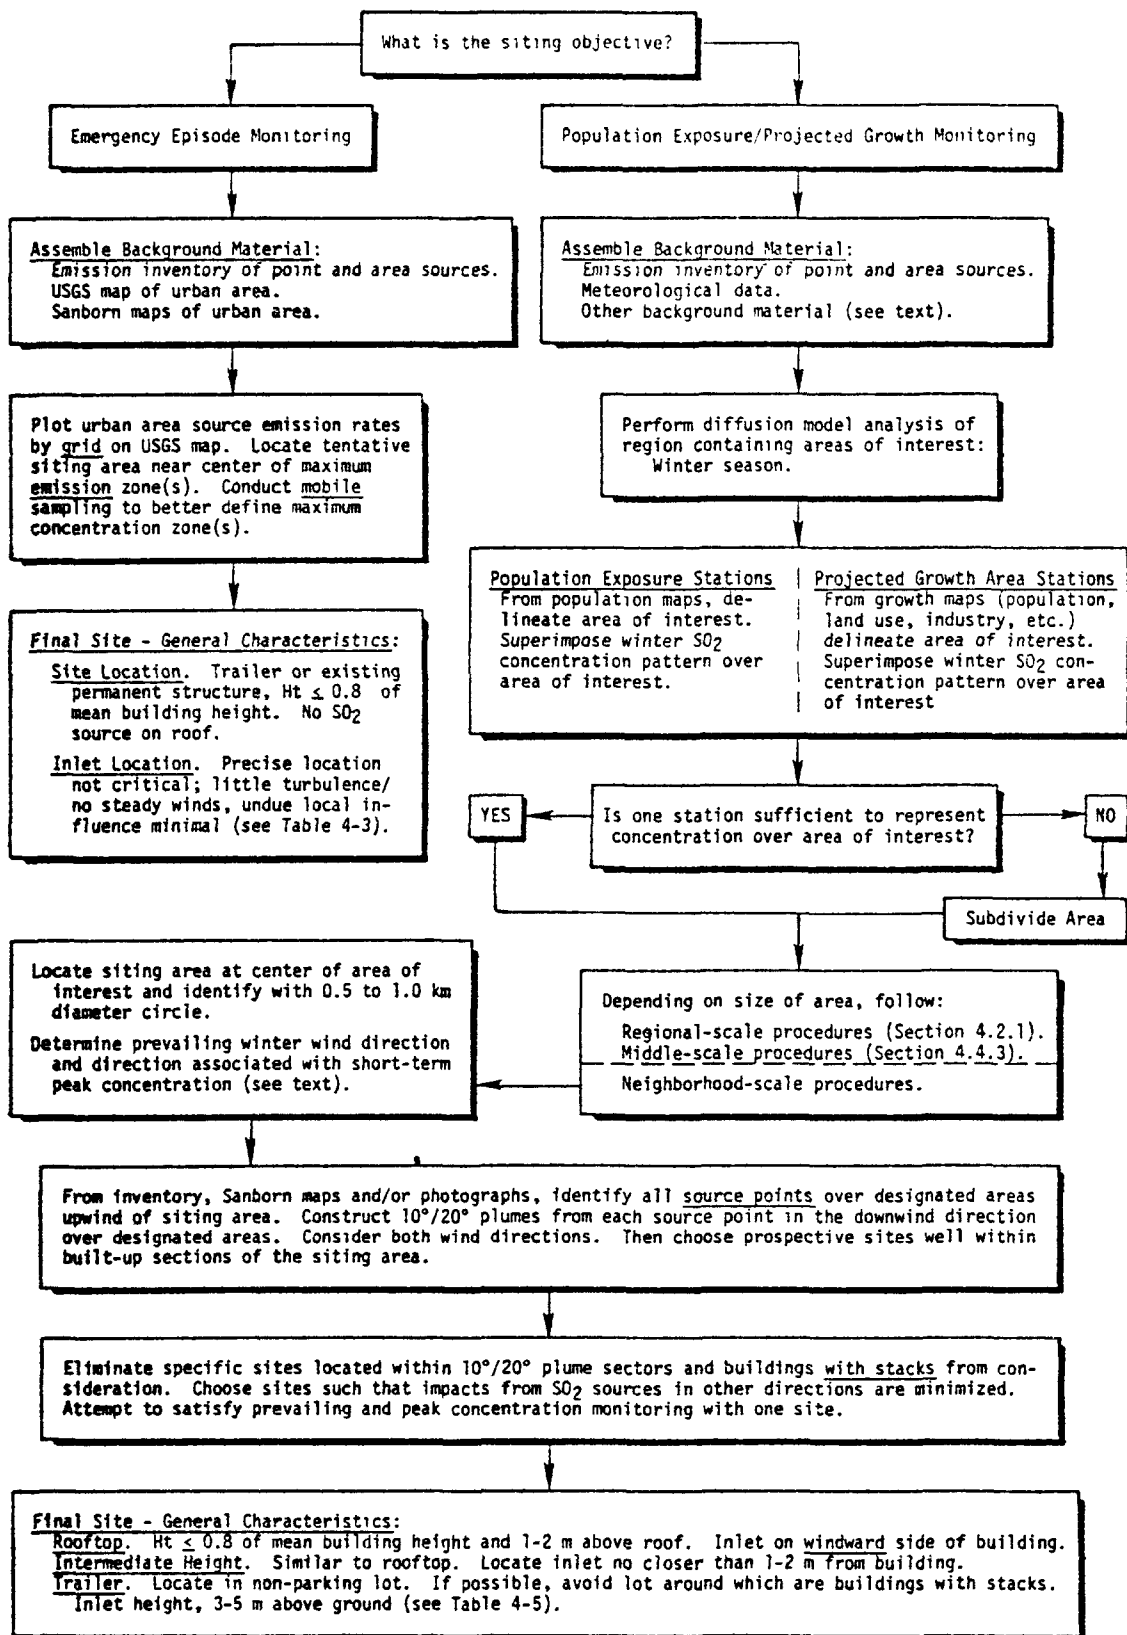 What is the siting objective?
Emergency Episode Monitoring
Population Exposure/Projected Growth Monitoring
Assemble Background Material:
Emission inventory of point and area sources.
USGS map of urban area.
Sanborn maps of urban area.
Assemble Background Material:
Emission inventory of point and area sources.
Meteorological data.
Other background material (see text).
Plot urban area source emission rates
by grid on USGS map. Locate tentative
siting area near center of maximum
emission zone(s). Conduct mobile
sampling to better define maximum
concentration zone(s).
Perform diffusion model analysis of
region containing areas of interest:
Winter season.
Population Exposure Stations
From population maps, de-
lineate area of interest.
Superimpose winter SO2
concentration pattern over
area of interest.
Projected Growth Area Stations
From growth maps (population,
land use, industry, etc.)
delineate area of interest.
Superimpose winter SO2 con-
centration pattern over area
of interest
Final Site - General Characteristics:
Site Location. Trailer or existing
permanent structure, Ht ≤ 0.8 of
mean building height. No SO2
source on roof.
Inlet Location. Precise location
not critical; little turbulence/
no steady winds, undue local in-
fluence minimal (see Table 4-3).
YES
Is one station sufficient to represent
concentration over area of interest?
NO
Subdivide Area
Locate siting area at center of area of
interest and identify with 0.5 to 1.0 km
diameter circle.
Determine prevailing winter wind direction
and direction associated with short-term
peak concentration (see text).
Depending on size of area, follow:
Regional-scale procedures (Section 4.2.1).
Middle-scale procedures (Section 4.4.3).
Neighborhood-scale procedures.
From inventory, Sanborn maps and/or photographs, identify all source points over designated areas
upwind of siting area. Construct 10°/20° plumes from each source point in the downwind direction
over designated areas. Consider both wind directions. Then choose prospective sites well within
built-up sections of the siting area.
Eliminate specific sites located within 10°/20° plume sectors and buildings with stacks from con-
sideration. Choose sites such that impacts from SO2 sources in other directions are minimized.
Attempt to satisfy prevailing and peak concentration monitoring with one site.
Final Site - General Characteristics:
Rooftop. Ht ≤ 0.8 of mean building height and 1-2 m above roof. Inlet on windward side of building.
Intermediate Height. Similar to rooftop. Locate inlet no closer than 1-2 m from building.
Trailer. Locate in non-parking lot. If possible, avoid lot around which are buildings with stacks.
Inlet height, 3-5 m above ground (see Table 4-5).